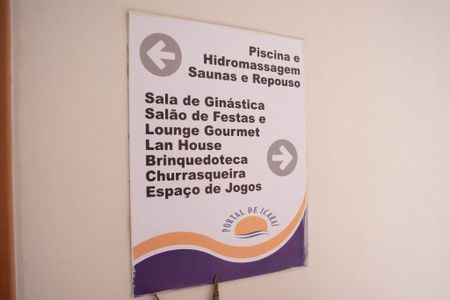 Piscina e
Hidromassagem
Saunas e Repouso
Sala de Ginástica
Salão de Festas e
Lounge Gourmet
Lan House
Brinquedoteca
Churrasqueira
Espaço de Jogos
PORTAL DE ICARAÍ